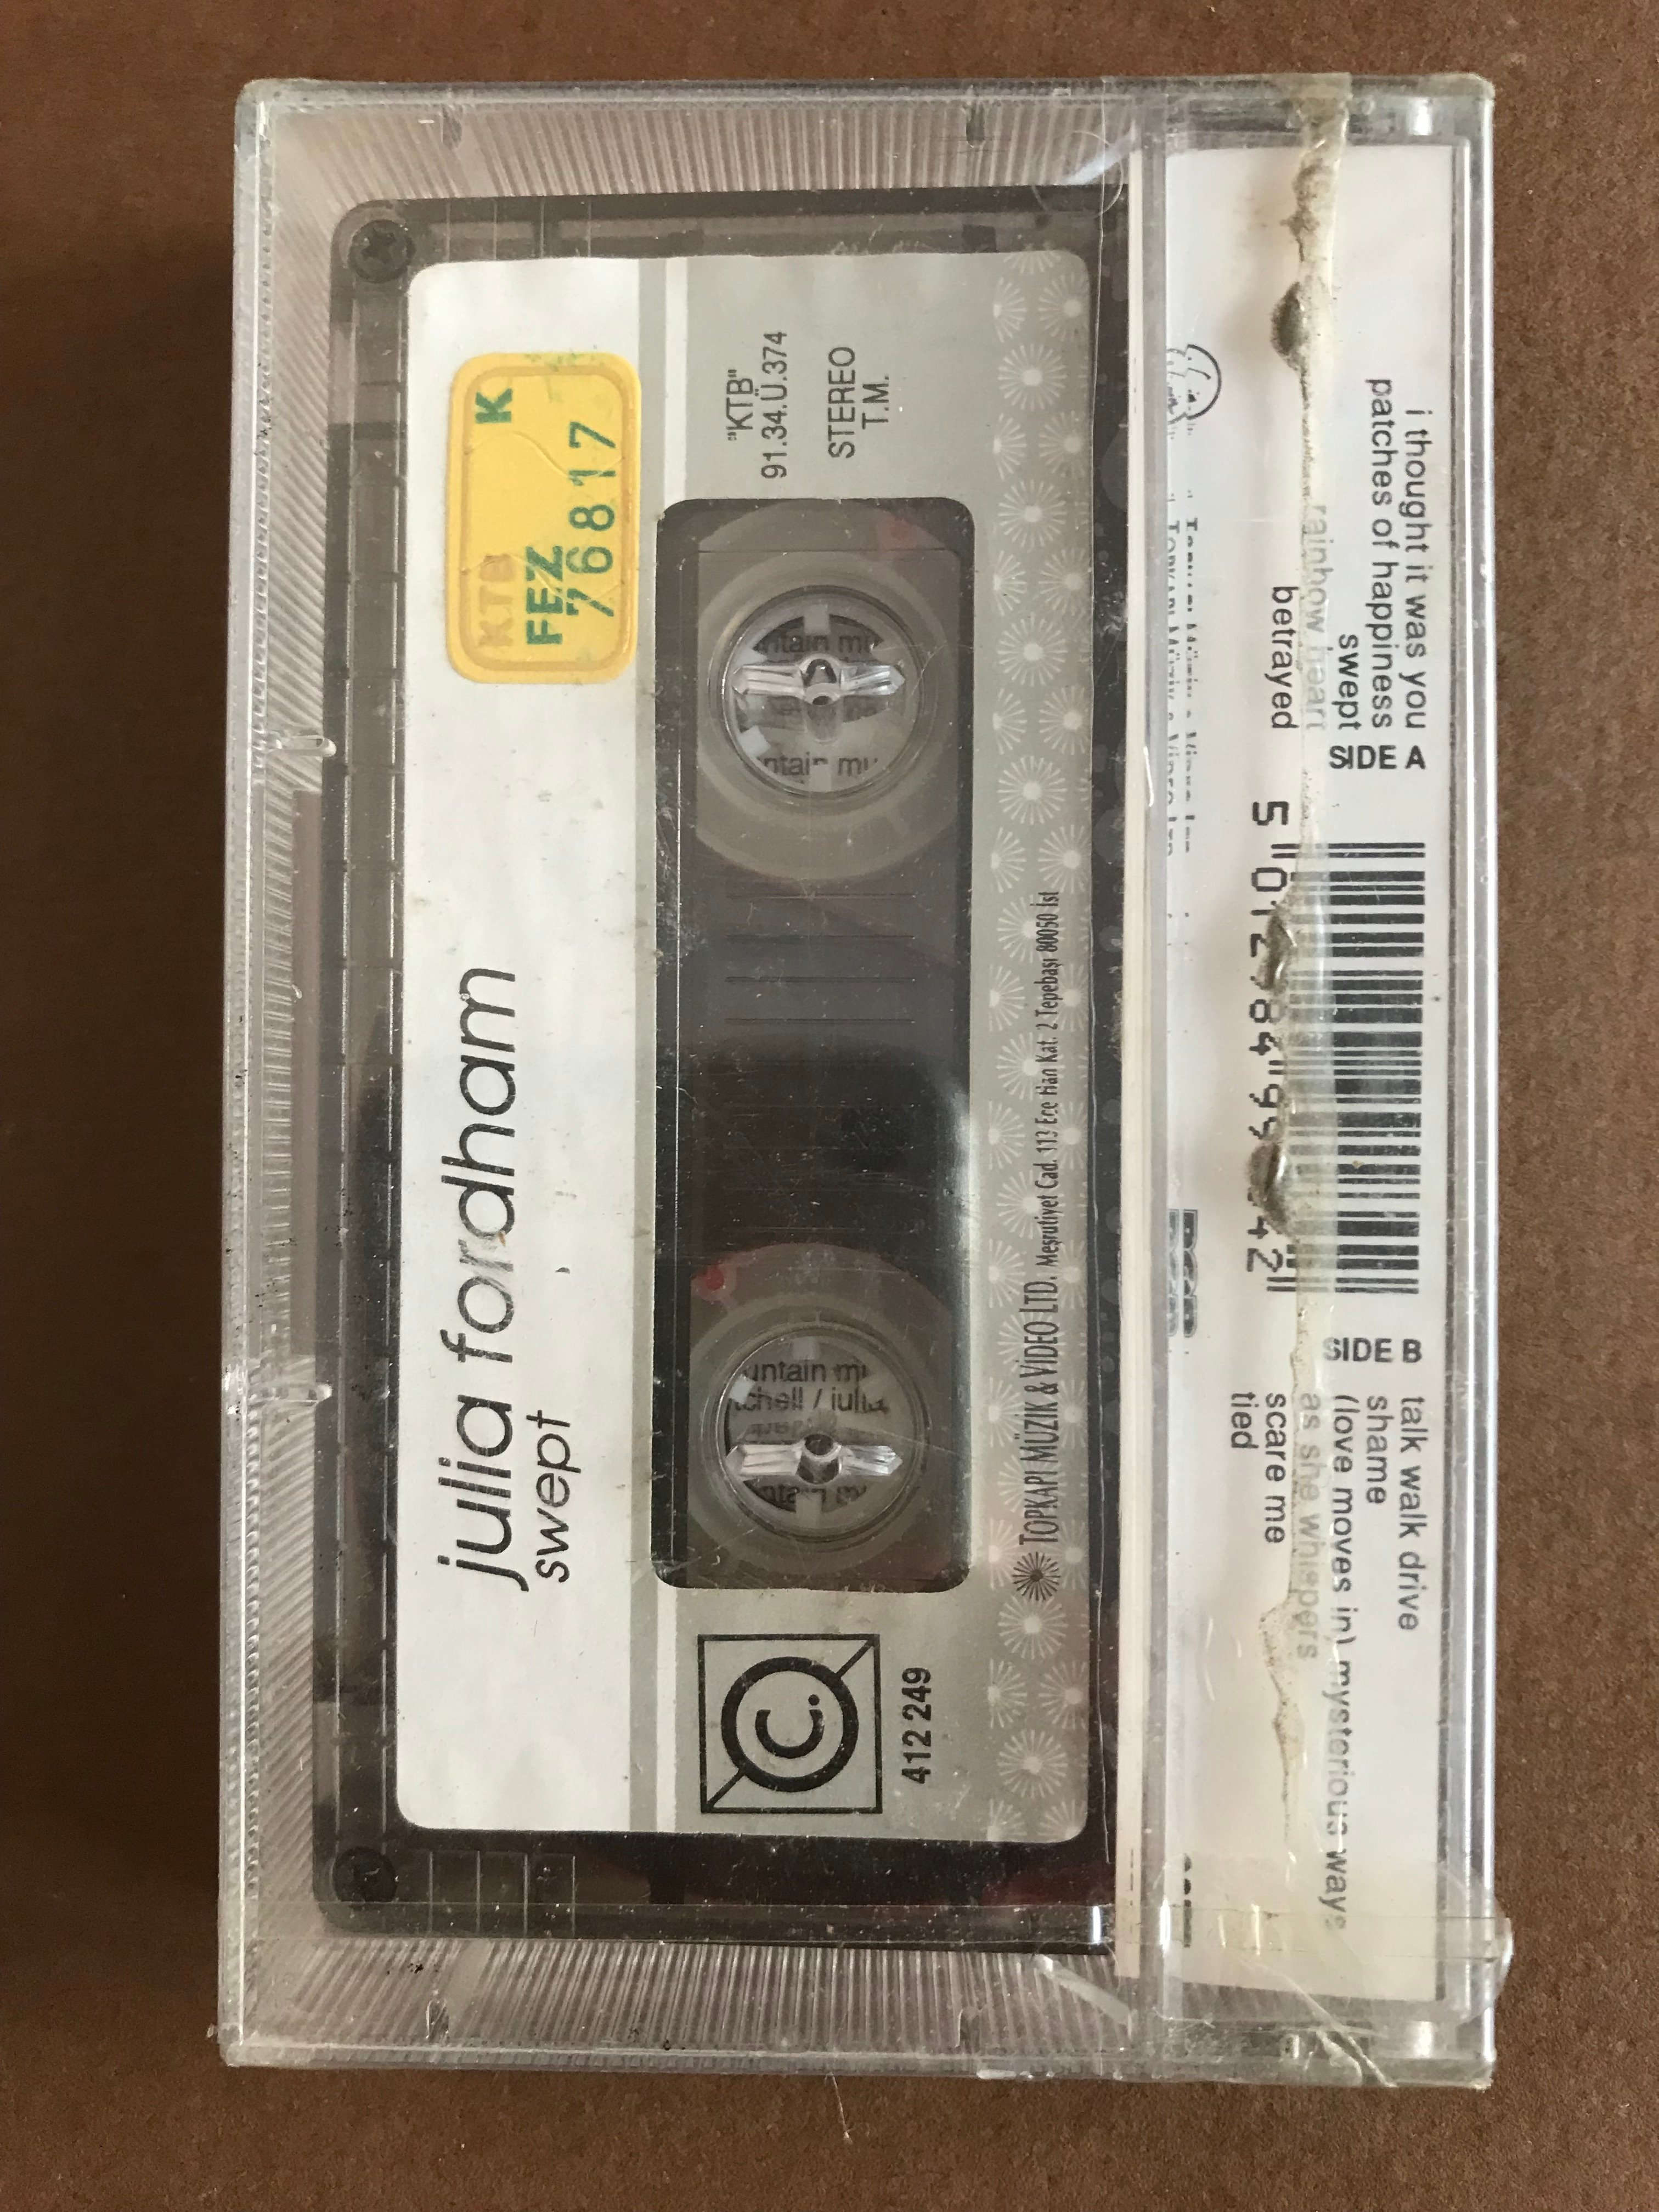 julia fordham
swept
KTB K
FEZ
76817
"KTB"
91.34.Ü.374
STEREO
T.M.
412 249
TOPKAPI MÜZİK & VİDEO LTD. Meşrutiyet Cad. 113 Ece Han Kat. 2 Tepebaşı 80050 İst
SIDE A
i thought it was you
patches of happiness
swept
rainbow heart
betrayed
SIDE B
talk walk drive
shame
(love moves in) mysterious ways
as she whispers
scare me
tied